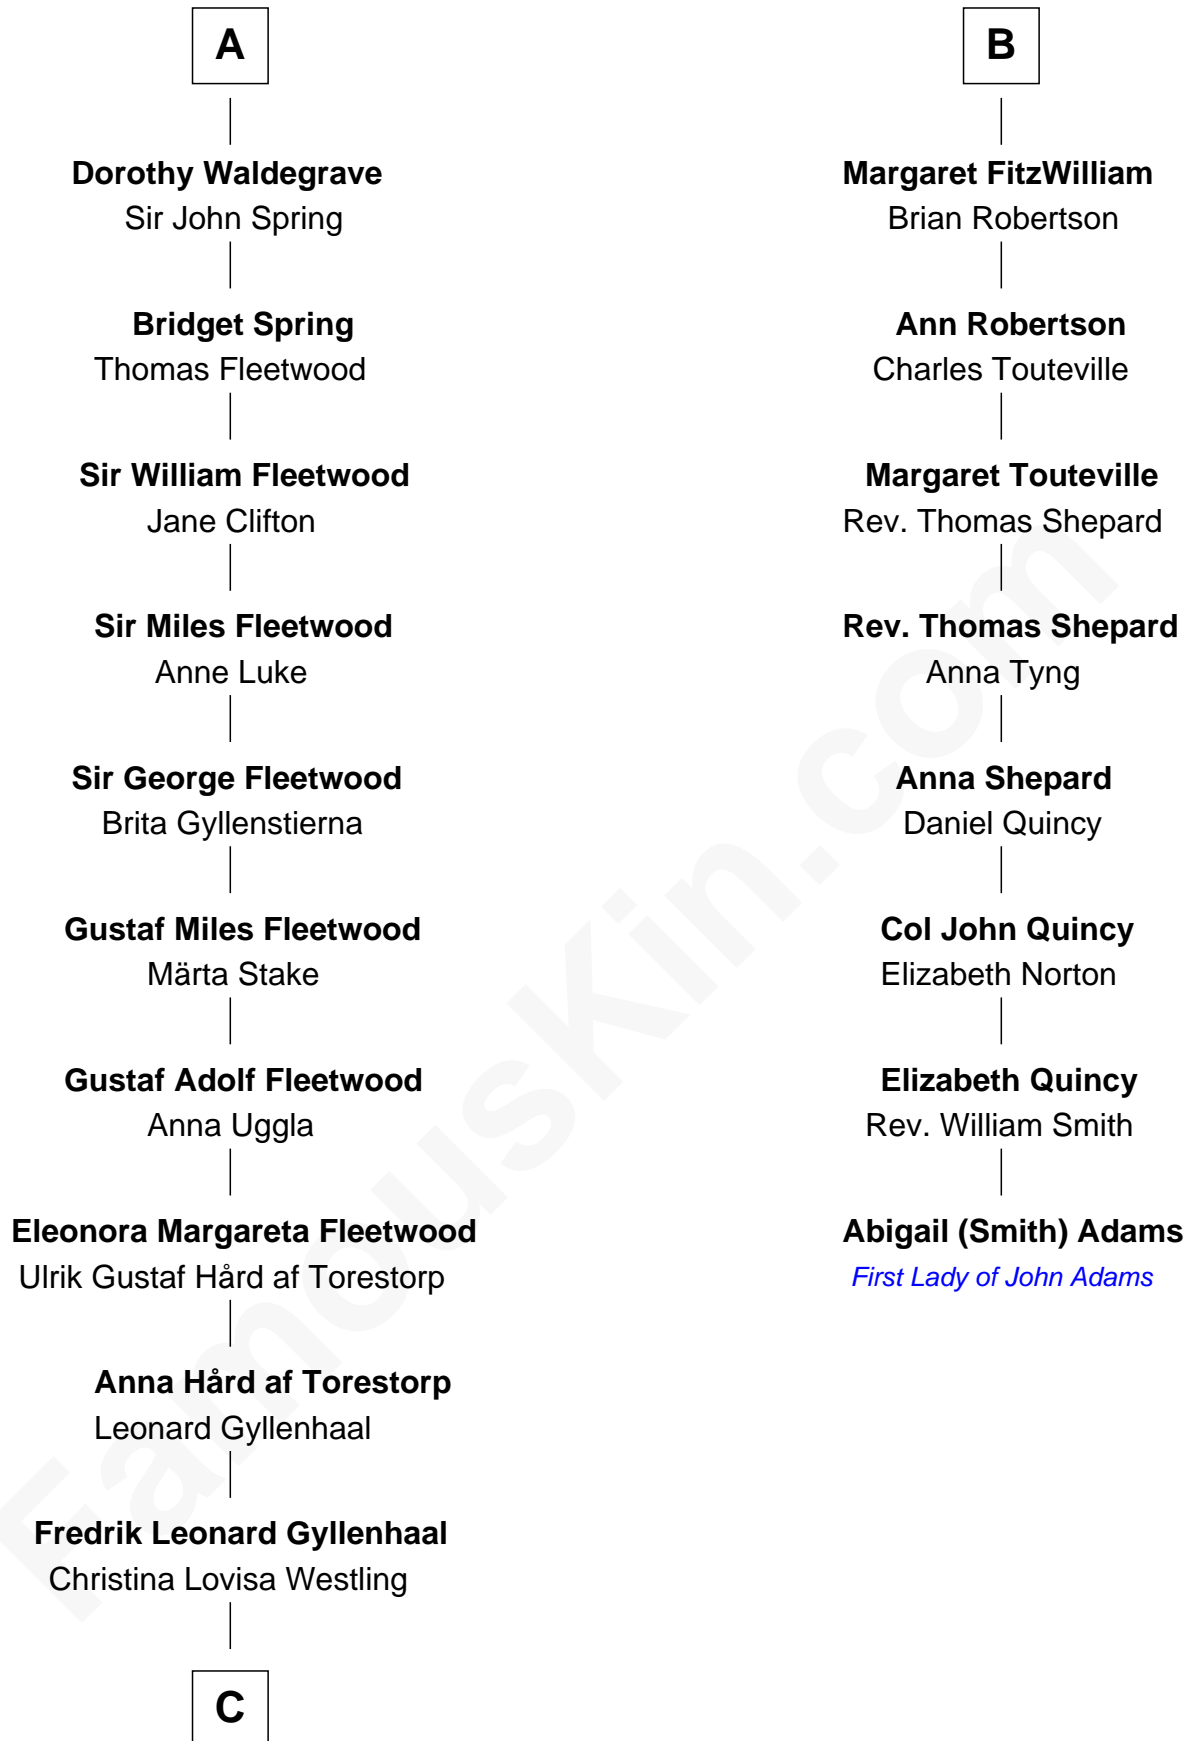 A
Dorothy Waldegrave
Sir John Spring
Bridget Spring
Thomas Fleetwood
Sir William Fleetwood
Jane Clifton
Sir Miles Fleetwood
Anne Luke
Sir George Fleetwood
Brita Gyllenstierna
Gustaf Miles Fleetwood
Märta Stake
Gustaf Adolf Fleetwood
Anna Uggla
Eleonora Margareta Fleetwood
Ulrik Gustaf Hård af Torestorp
Anna Hård af Torestorp
Leonard Gyllenhaal
Fredrik Leonard Gyllenhaal
Christina Lovisa Westling
C
B
Margaret FitzWilliam
Brian Robertson
Ann Robertson
Charles Touteville
Margaret Touteville
Rev. Thomas Shepard
Rev. Thomas Shepard
Anna Tyng
Anna Shepard
Daniel Quincy
Col John Quincy
Elizabeth Norton
Elizabeth Quincy
Rev. William Smith
Abigail (Smith) Adams
First Lady of John Adams
FamousKin.com